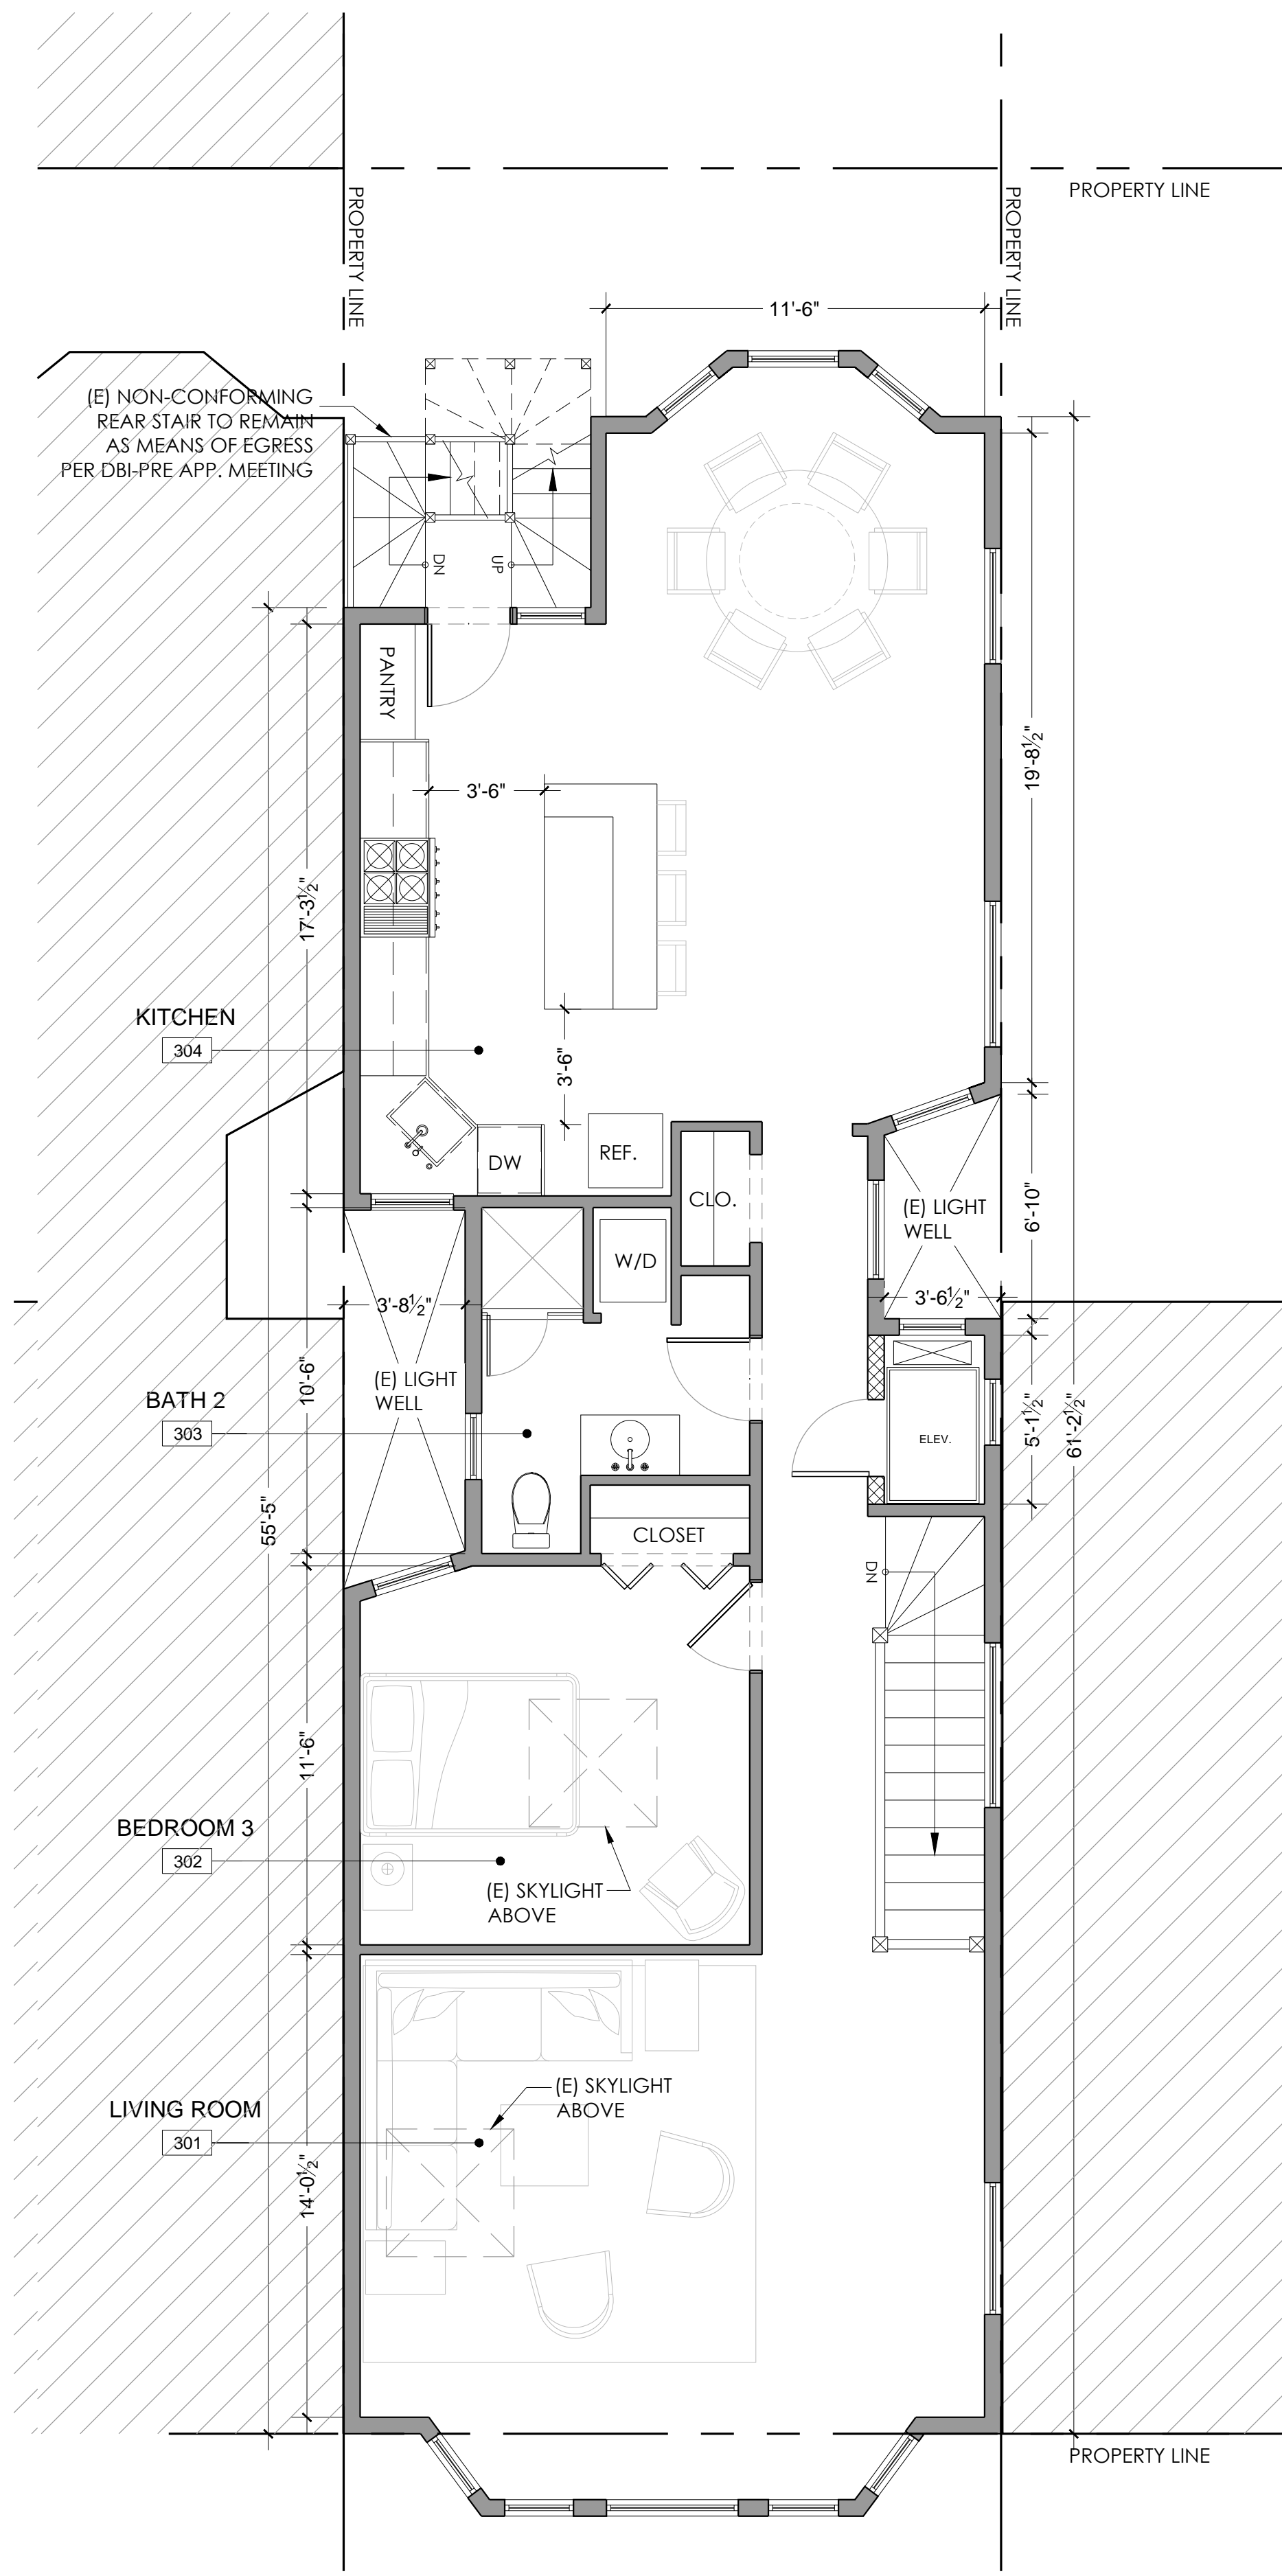 PROPERTY LINE
PROPERTY LINE
PROPERTY LINE
11'-6"
(E) NON-CONFORMING
REAR STAIR TO REMAIN
AS MEANS OF EGRESS
PER DBI-PRE APP. MEETING
DN
UP
PANTRY
3'-6"
19'-8½"
17'-3½"
KITCHEN
304
3'-6"
DW
REF.
CLO.
(E) LIGHT
WELL
6'-10"
W/D
3'-8½"
3'-6½"
10'-6"
(E) LIGHT
WELL
BATH 2
303
ELEV.
5'-1½"
61'-2½"
55'-5"
CLOSET
DN
11'-6"
BEDROOM 3
302
(E) SKYLIGHT
ABOVE
(E) SKYLIGHT
ABOVE
LIVING ROOM
301
14'-0½"
PROPERTY LINE